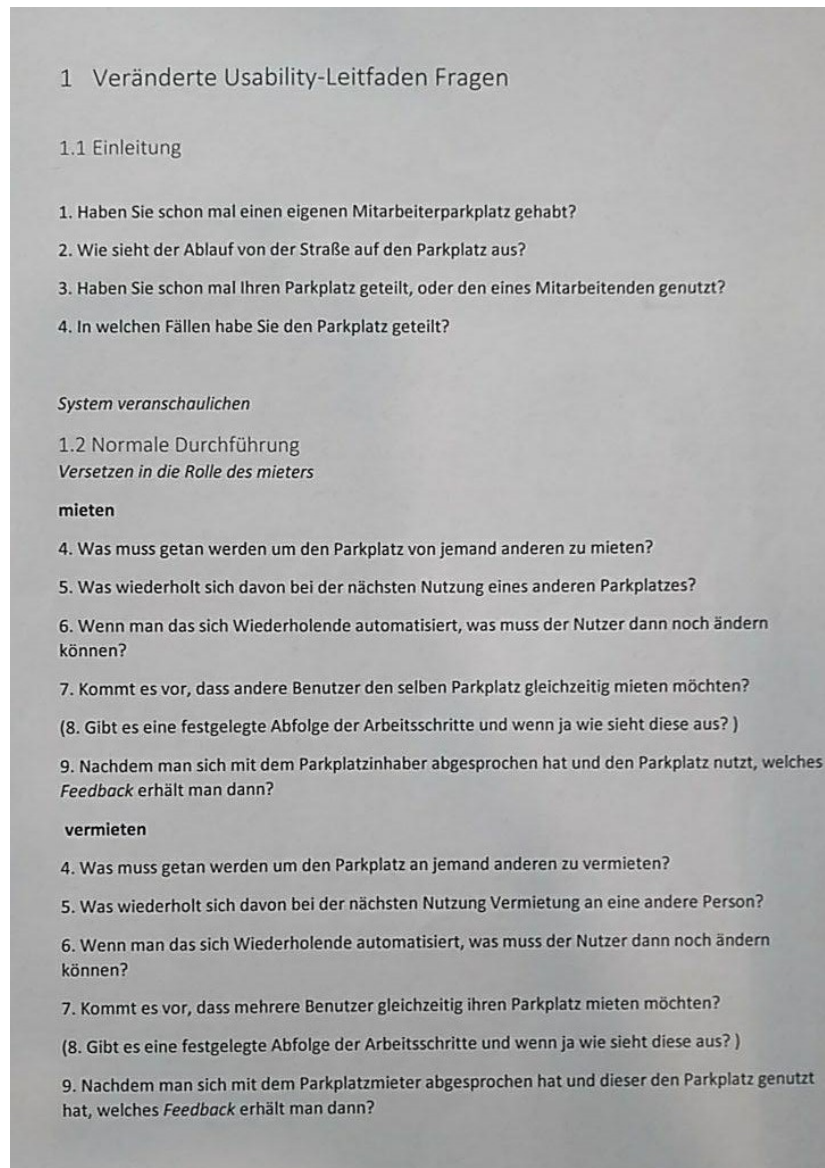 1 Veränderte Usability-Leitfaden Fragen
1.1 Einleitung
1. Haben Sie schon mal einen eigenen Mitarbeiterparkplatz gehabt?
2. Wie sieht der Ablauf von der Straße auf den Parkplatz aus?
3. Haben Sie schon mal Ihren Parkplatz geteilt, oder den eines Mitarbeitenden genutzt?
4. In welchen Fällen habe Sie den Parkplatz geteilt?
System veranschaulichen
1.2 Normale Durchführung
Versetzen in die Rolle des mieters
mieten
4. Was muss getan werden um den Parkplatz von jemand anderen zu mieten?
5. Was wiederholt sich davon bei der nächsten Nutzung eines anderen Parkplatzes?
6. Wenn man das sich Wiederholende automatisiert, was muss der Nutzer dann noch ändern
können?
7. Kommt es vor, dass andere Benutzer den selben Parkplatz gleichzeitig mieten möchten?
(8. Gibt es eine festgelegte Abfolge der Arbeitsschritte und wenn ja wie sieht diese aus? )
9. Nachdem man sich mit dem Parkplatzinhaber abgesprochen hat und den Parkplatz nutzt, welches
Feedback erhält man dann?
vermieten
4. Was muss getan werden um den Parkplatz an jemand anderen zu vermieten?
5. Was wiederholt sich davon bei der nächsten Nutzung Vermietung an eine andere Person?
6. Wenn man das sich Wiederholende automatisiert, was muss der Nutzer dann noch ändern
können?
7. Kommt es vor, dass mehrere Benutzer gleichzeitig ihren Parkplatz mieten möchten?
(8. Gibt es eine festgelegte Abfolge der Arbeitsschritte und wenn ja wie sieht diese aus? )
9. Nachdem man sich mit dem Parkplatzmieter abgesprochen hat und dieser den Parkplatz genutzt
hat, welches Feedback erhält man dann?